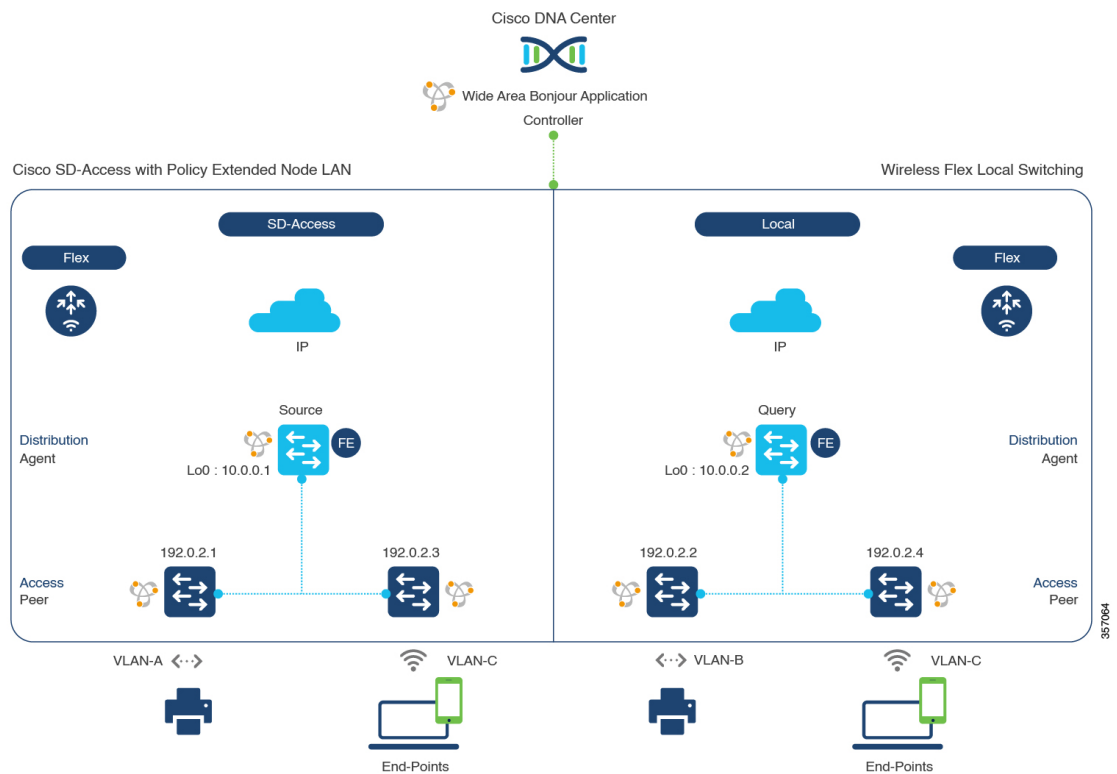 Cisco DNA Center
Wide Area Bonjour Application
Controller
Cisco SD-Access with Policy Extended Node LAN
Wireless Flex Local Switching
SD-Access
Local
Flex
Flex
IP
IP
Source
Query
Distribution
Agent
FE
Lo0 : 10.0.0.1
FE
Lo0 : 10.0.0.2
Distribution
Agent
192.0.2.1
192.0.2.3
192.0.2.2
192.0.2.4
Access
Peer
Access
Peer
357064
VLAN-A
VLAN-C
VLAN-B
VLAN-C
End-Points
End-Points